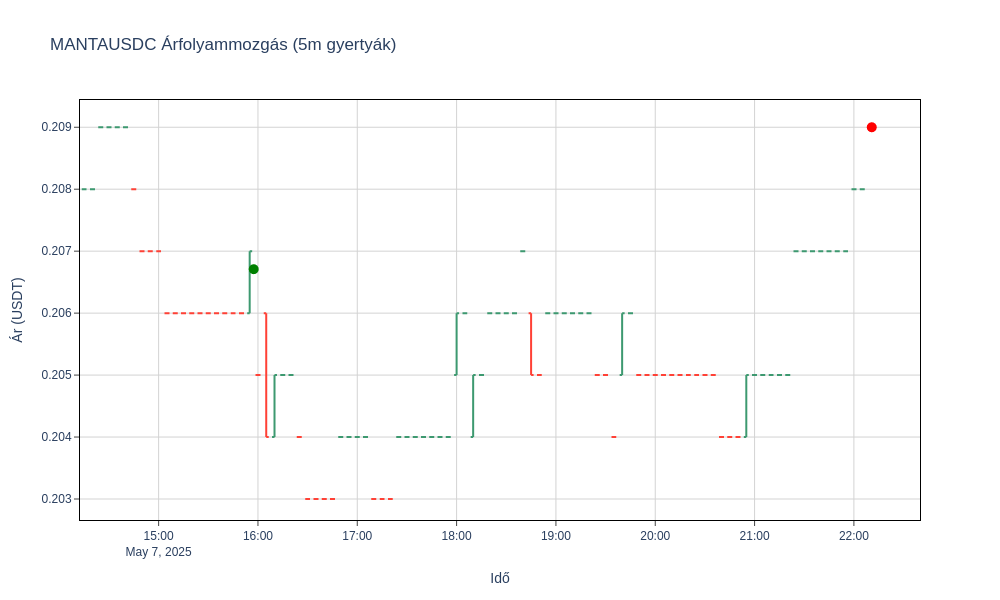 MANTAUSDC Árfolyammozgás (5m gyertyák)
0.209
0.208
0.207
0.206
0.205
0.204
0.203
Ár (USDT)
15:00 16:00 17:00 18:00 19:00 20:00 21:00 22:00
May 7, 2025
Idő